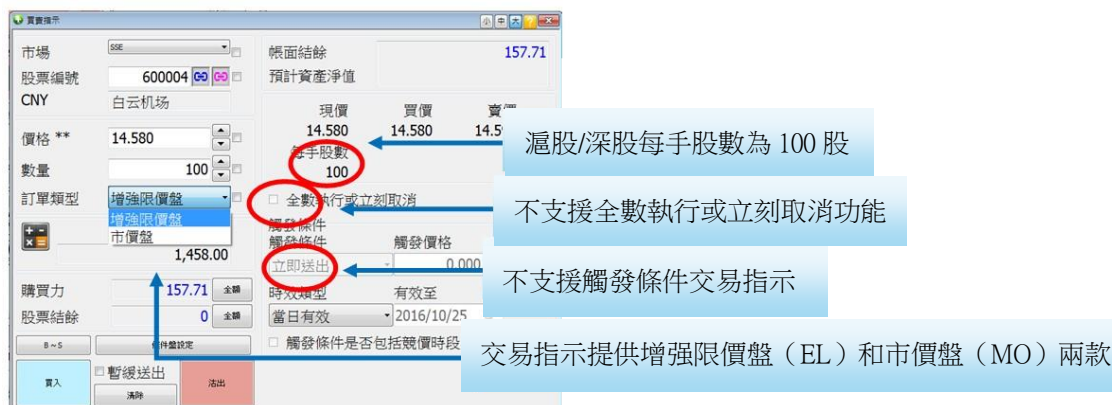 買賣指示 小 中 大 ?
市場 SSE 帳面結餘 157.71
股票編號 600004 預計資產淨值
CNY 白云机场
現價 買價
價格 ** 14.580 14.580 14.580
每手股數
數量 100 100
訂單類型 增強限價盤 全數執行或立刻取消
增強限價盤
市價盤
觸發條件
觸發條件 觸發價格
1,458.00 立即送出 0.000
購買力 157.71 全額 時效類型 有效至
股票結餘 0 全額 當日有效 2016/10/25
B~S 條件盤設定 觸發條件是否包括競價時段
買入 暫緩送出 沽出
清除
滬股/深股每手股數為 100 股
不支援全數執行或立刻取消功能
不支援觸發條件交易指示
交易指示提供增强限價盤（EL）和市價盤（MO）兩款